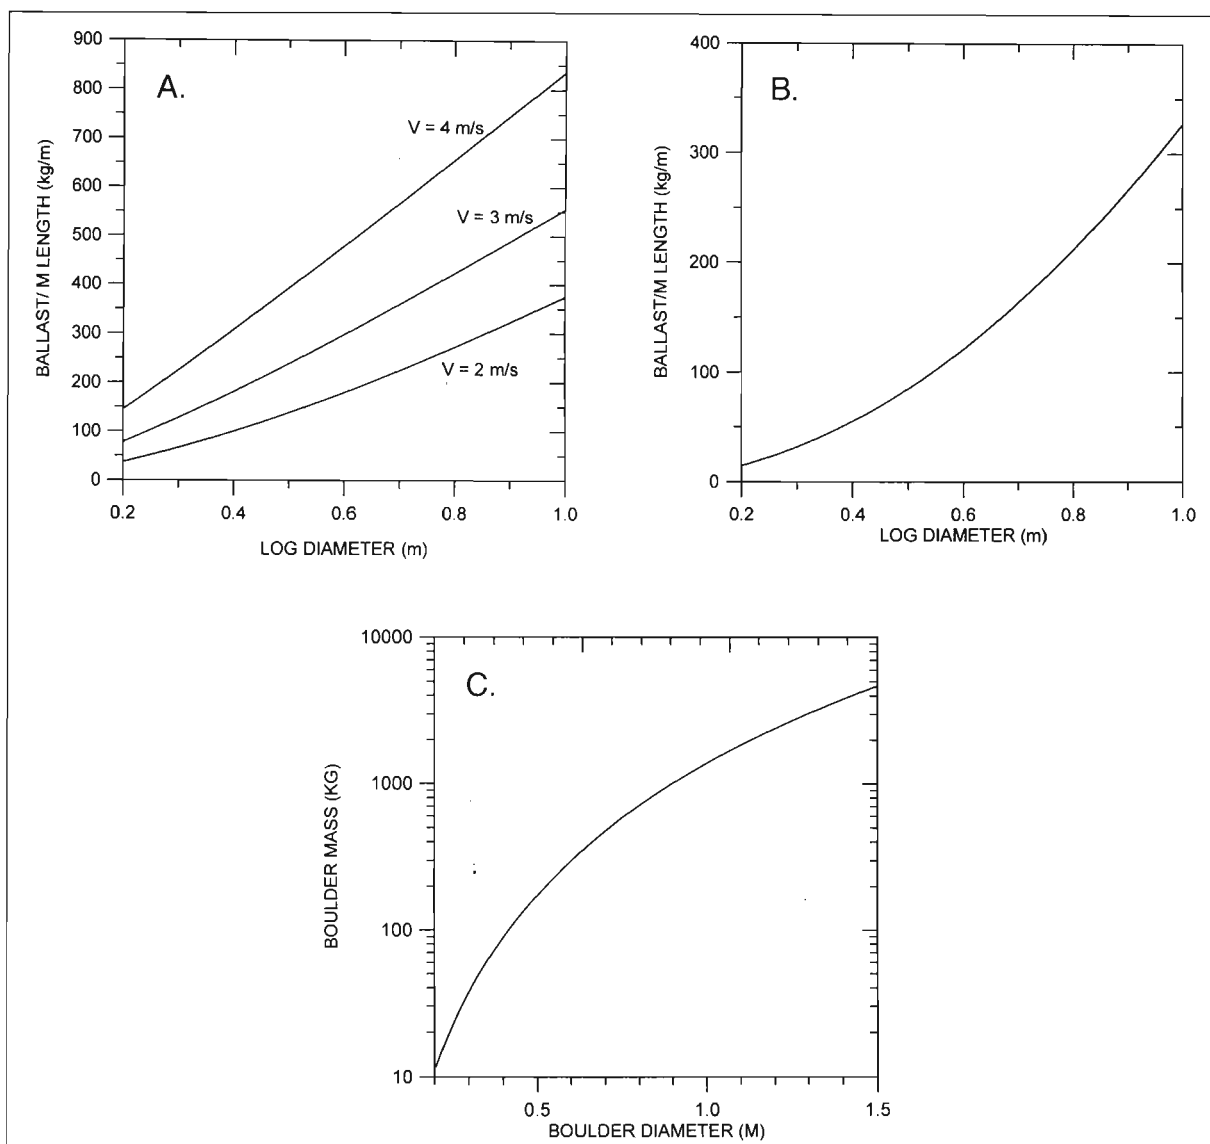 A.
BALLAST/ M LENGTH (kg/m)
900
800
700
600
500
400
300
200
100
0
V = 4 m/s
V = 3 m/s
V = 2 m/s
0.2 0.4 0.6 0.8 1.0
LOG DIAMETER (m)
B.
BALLAST/M LENGTH (kg/m)
400
300
200
100
0
0.2 0.4 0.6 0.8 1.0
LOG DIAMETER (m)
C.
BOULDER MASS (KG)
10000
1000
100
10
0.5 1.0 1.5
BOULDER DIAMETER (M)